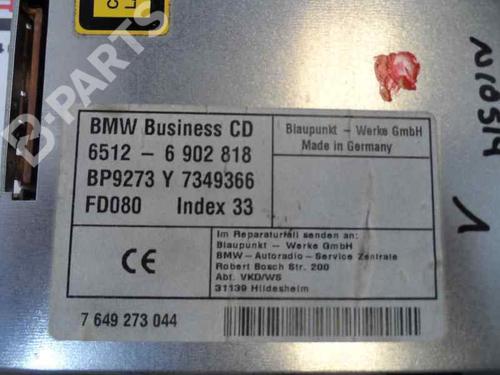 D-PARTS
BMW Business CD
6512 - 6 902 818
BP9273 Y 7349366
FD080 Index 33
Blaupunkt - Werke GmbH
Made in Germany
CE
Im Reparaturfall senden an:
Blaupunkt - Werke GmbH
BMW-Autoradio-Service Zentrale
Robert Bosch Str. 200
Abt. VKD/WS
31139 Hildesheim
7 649 273 044